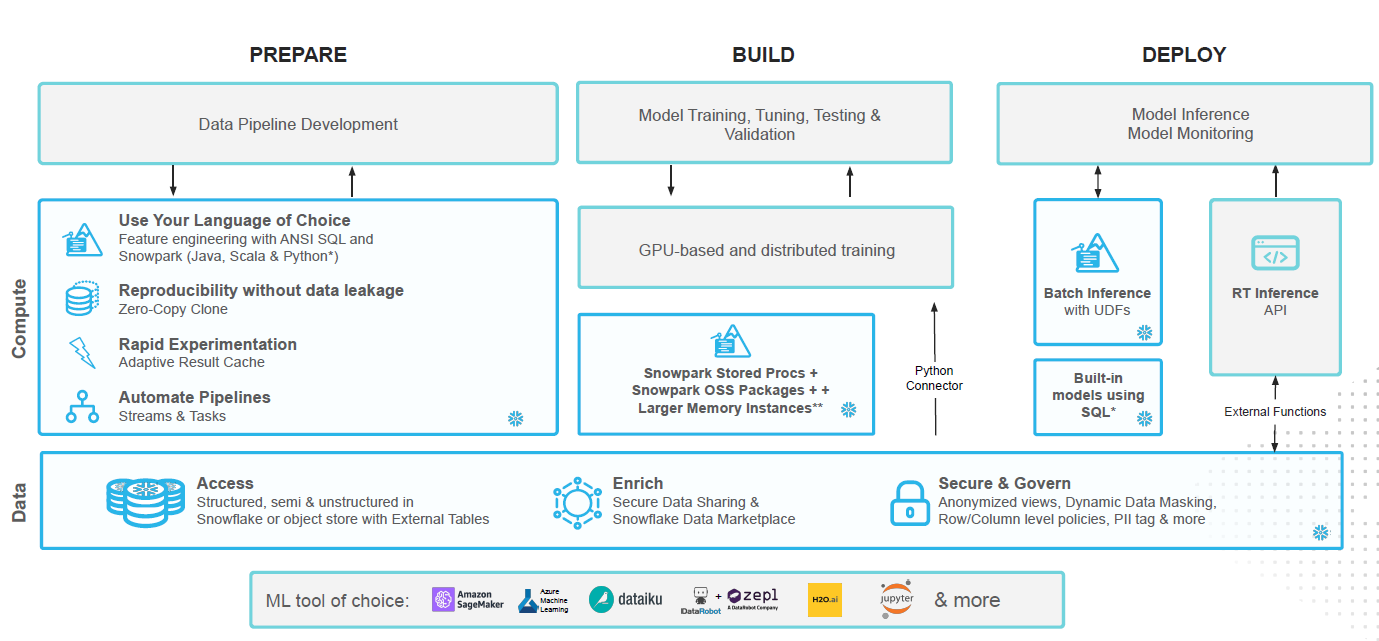 PREPARE
BUILD
DEPLOY
Data Pipeline Development
Model Training, Tuning, Testing &
Validation
Model Inference
Model Monitoring
Compute
Use Your Language of Choice
Feature engineering with ANSI SQL and
Snowpark (Java, Scala & Python*)
Reproducibility without data leakage
Zero-Copy Clone
Rapid Experimentation
Adaptive Result Cache
Automate Pipelines
Streams & Tasks
GPU-based and distributed training
Snowpark Stored Procs +
Snowpark OSS Packages + +
Larger Memory Instances**
Python
Connector
Batch Inference
with UDFs
Built-in
models using
SQL*
</>
RT Inference
API
External Functions
Data
Access
Structured, semi & unstructured in
Snowflake or object store with External Tables
Enrich
Secure Data Sharing &
Snowflake Data Marketplace
Secure & Govern
Anonymized views, Dynamic Data Masking,
Row/Column level policies, PII tag & more
ML tool of choice:
Amazon
SageMaker
Azure
Machine
Learning
dataiku
DataRobot
+
zepl
A DataRobot Company
H2O.ai
jupyter
& more